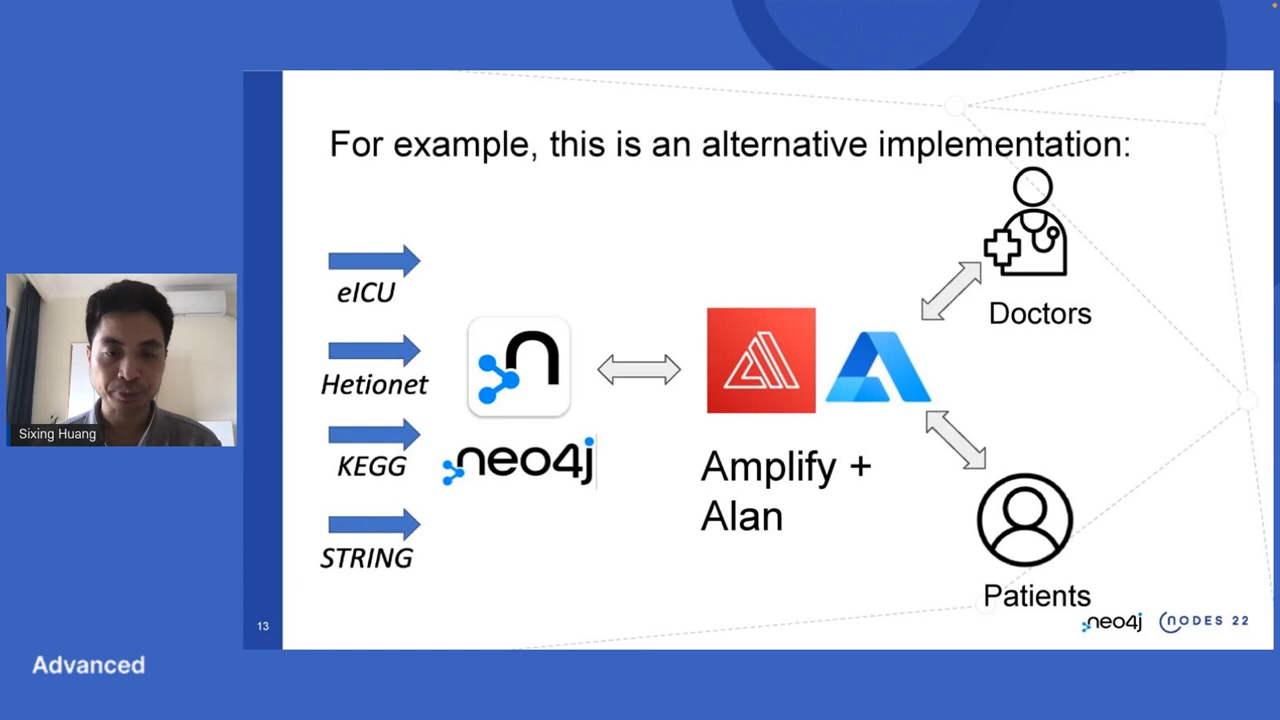 For example, this is an alternative implementation:
eICU
Hetionet
KEGG
STRING
n
neo4j
Amplify +
Alan
Doctors
Patients
Sixing Huang
13
neo4j
NODES 22
Advanced